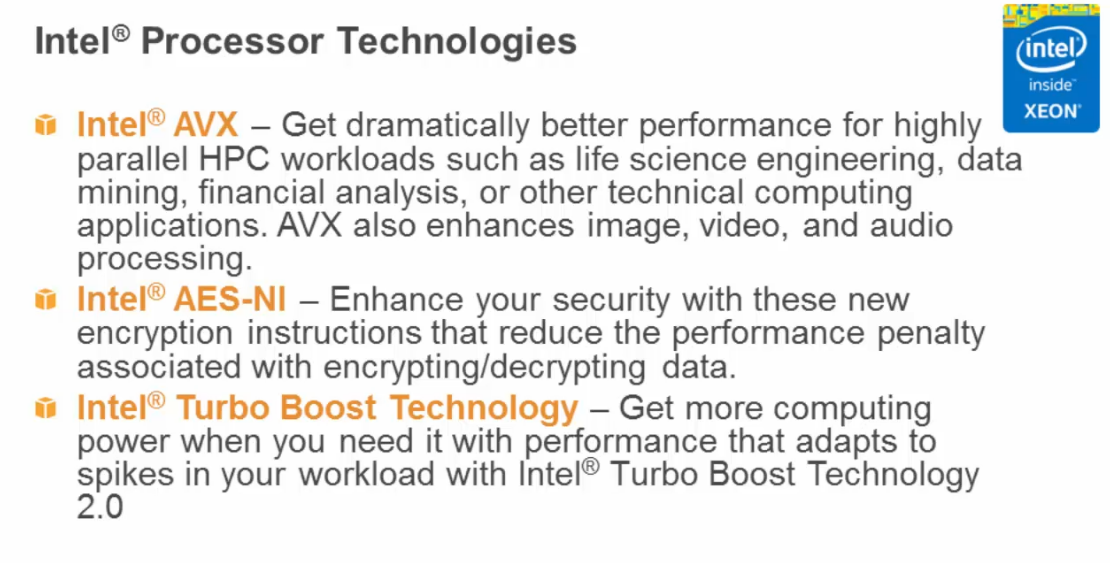 Intel® Processor Technologies
intel®
inside™
XEON®
Intel® AVX – Get dramatically better performance for highly
parallel HPC workloads such as life science engineering, data
mining, financial analysis, or other technical computing
applications. AVX also enhances image, video, and audio
processing.
Intel® AES-NI – Enhance your security with these new
encryption instructions that reduce the performance penalty
associated with encrypting/decrypting data.
Intel® Turbo Boost Technology – Get more computing
power when you need it with performance that adapts to
spikes in your workload with Intel® Turbo Boost Technology
2.0